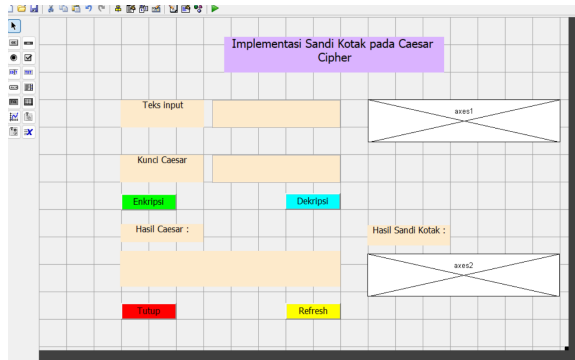 Implementasi Sandi Kotak pada Caesar
Cipher
Teks input
axes1
Kunci Caesar
Enkripsi
Dekripsi
Hasil Caesar :
Hasil Sandi Kotak :
axes2
Tutup
Refresh